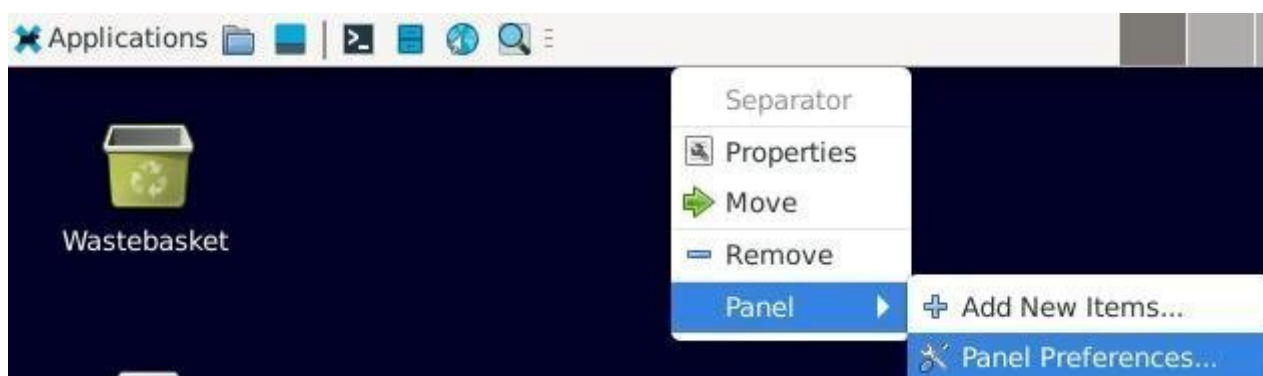 Applications
Separator
Properties
Move
Remove
Panel
Add New Items...
Panel Preferences...
Wastebasket